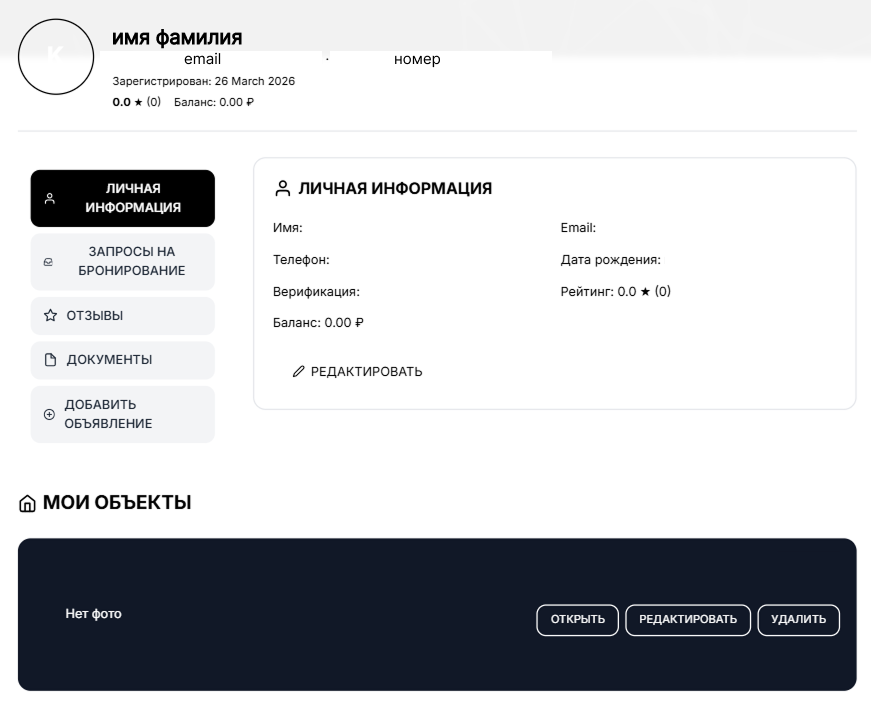 К
имя фамилия
email · номер
Зарегистрирован: 26 March 2026
0.0 ★ (0) Баланс: 0.00 ₽
ЛИЧНАЯ
ИНФОРМАЦИЯ
ЗАПРОСЫ НА
БРОНИРОВАНИЕ
ОТЗЫВЫ
ДОКУМЕНТЫ
ДОБАВИТЬ
ОБЪЯВЛЕНИЕ
ЛИЧНАЯ ИНФОРМАЦИЯ
Имя: Email:
Телефон: Дата рождения:
Верификация: Рейтинг: 0.0 ★ (0)
Баланс: 0.00 ₽
РЕДАКТИРОВАТЬ
МОИ ОБЪЕКТЫ
Нет фото ОТКРЫТЬ РЕДАКТИРОВАТЬ УДАЛИТЬ